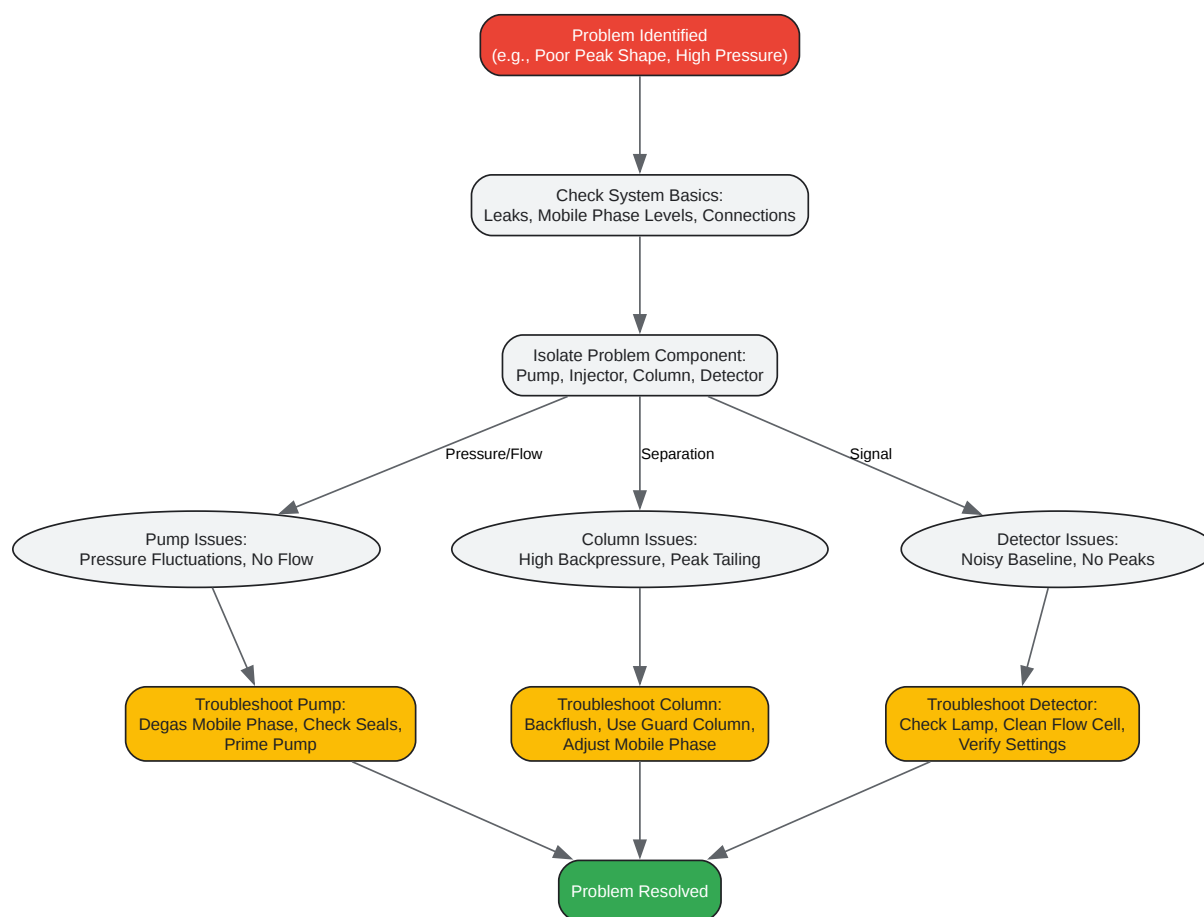 Problem Identified
(e.g., Poor Peak Shape, High Pressure)
Check System Basics:
Leaks, Mobile Phase Levels, Connections
Isolate Problem Component:
Pump, Injector, Column, Detector
Pressure/Flow
Separation
Signal
Pump Issues:
Pressure Fluctuations, No Flow
Column Issues:
High Backpressure, Peak Tailing
Detector Issues:
Noisy Baseline, No Peaks
Troubleshoot Pump:
Degas Mobile Phase, Check Seals,
Prime Pump
Troubleshoot Column:
Backflush, Use Guard Column,
Adjust Mobile Phase
Troubleshoot Detector:
Check Lamp, Clean Flow Cell,
Verify Settings
Problem Resolved